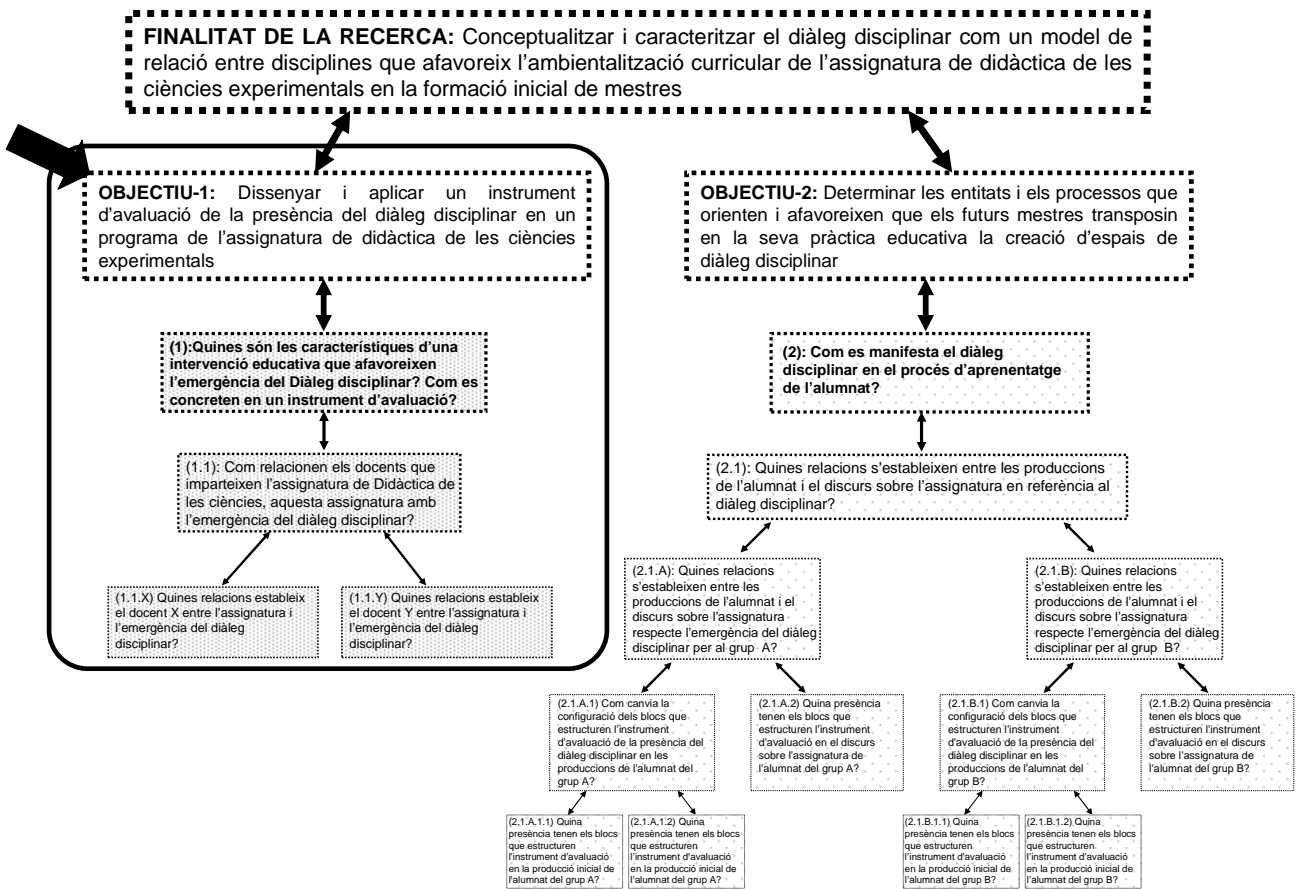 FINALITAT DE LA RECERCA: Conceptualitzar i caracteritzar el diàleg disciplinar com un model de
relació entre disciplines que afavoreix l’ambientalització curricular de l’assignatura de didàctica de les
ciències experimentals en la formació inicial de mestres
OBJECTIU-1: Dissenyar i aplicar un instrument
d’avaluació de la presència del diàleg disciplinar en un
programa de l’assignatura de didàctica de les ciències
experimentals
(1):Quines són les característiques d’una
intervenció educativa que afavoreixen
l’emergència del Diàleg disciplinar? Com es
concreten en un instrument d’avaluació?
(1.1): Com relacionen els docents que
imparteixen l’assignatura de Didàctica de
les ciències, aquesta assignatura amb
l’emergència del diàleg disciplinar?
(1.1.X) Quines relacions estableix
el docent X entre l’assignatura i
l’emergència del diàleg
disciplinar?
(1.1.Y) Quines relacions estableix
el docent Y entre l’assignatura i
l’emergència del diàleg
disciplinar?
OBJECTIU-2: Determinar les entitats i els processos que
orienten i afavoreixen que els futurs mestres transposin
en la seva pràctica educativa la creació d’espais de
diàleg disciplinar
(2): Com es manifesta el diàleg
disciplinar en el procés d’aprenentatge
de l’alumnat?
(2.1): Quines relacions s’estableixen entre les produccions
de l’alumnat i el discurs sobre l’assignatura en referència al
diàleg disciplinar?
(2.1.A): Quines relacions
s’estableixen entre les
produccions de l’alumnat i el
discurs sobre l’assignatura
respecte l’emergència del diàleg
disciplinar per al grup A?
(2.1.B): Quines relacions
s’estableixen entre les
produccions de l’alumnat i el
discurs sobre l’assignatura
respecte l’emergència del diàleg
disciplinar per al grup B?
(2.1.A.1) Com canvia la
configuració dels blocs que
estructuren l’instrument
d’avaluació de la presència del
diàleg disciplinar en les
produccions de l’alumnat del
grup A?
(2.1.A.2) Quina presència
tenen els blocs que
estructuren l’instrument
d’avaluació en el discurs
sobre l’assignatura de
l’alumnat del grup A?
(2.1.B.1) Com canvia la
configuració dels blocs que
estructuren l’instrument
d’avaluació de la presència del
diàleg disciplinar en les
produccions de l’alumnat del
grup B?
(2.1.B.2) Quina presència
tenen els blocs que
estructuren l’instrument
d’avaluació en el discurs
sobre l’assignatura de
l’alumnat del grup B?
(2.1.A.1.1) Quina
presència tenen els blocs
que estructuren
l’instrument d’avaluació
en la producció inicial de
l’alumnat del grup A?
(2.1.A.1.2) Quina
presència tenen els blocs
que estructuren
l’instrument d’avaluació
en la producció inicial de
l’alumnat del grup A?
(2.1.B.1.1) Quina
presència tenen els blocs
que estructuren
l’instrument d’avaluació
en la producció inicial de
l’alumnat del grup B?
(2.1.B.1.2) Quina
presència tenen els blocs
que estructuren
l’instrument d’avaluació
en la producció inicial de
l’alumnat del grup B?